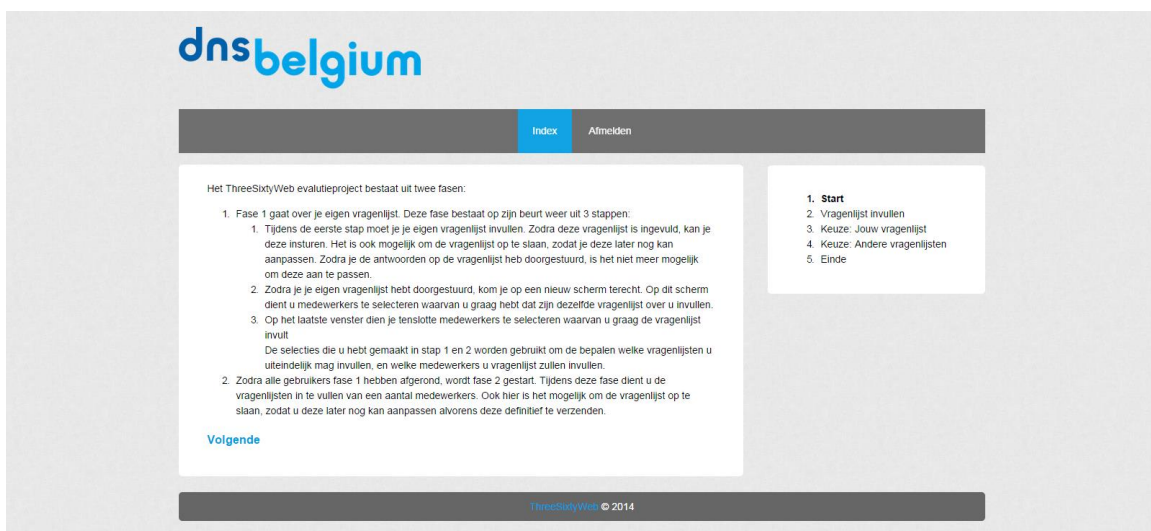 dnsbelgium
Index Afmelden
Het ThreeSixtyWeb evalutieproject bestaat uit twee fasen:
1. Fase 1 gaat over je eigen vragenlijst. Deze fase bestaat op zijn beurt weer uit 3 stappen:
1. Tijdens de eerste stap moet je je eigen vragenlijst invullen. Zodra deze vragenlijst is ingevuld, kan je
deze insturen. Het is ook mogelijk om de vragenlijst op te slaan, zodat je deze later nog kan
aanpassen. Zodra je de antwoorden op de vragenlijst heb doorgestuurd, is het niet meer mogelijk
om deze aan te passen.
2. Zodra je je eigen vragenlijst hebt doorgestuurd, kom je op een nieuw scherm terecht. Op dit scherm
dient u medewerkers te selecteren waarvan u graag hebt dat zijn dezelfde vragenlijst over u invullen.
3. Op het laatste venster dien je tenslotte medewerkers te selecteren waarvan u graag de vragenlijst
invult
De selecties die u hebt gemaakt in stap 1 en 2 worden gebruikt om de bepalen welke vragenlijsten u
uiteindelijk mag invullen, en welke medewerkers u vragenlijst zullen invullen.
2. Zodra alle gebruikers fase 1 hebben afgerond, wordt fase 2 gestart. Tijdens deze fase dient u de
vragenlijsten in te vullen van een aantal medewerkers. Ook hier is het mogelijk om de vragenlijst op te
slaan, zodat u deze later nog kan aanpassen alvorens deze definitief te verzenden.
Volgende
1. Start
2. Vragenlijst invullen
3. Keuze: Jouw vragenlijst
4. Keuze: Andere vragenlijsten
5. Einde
ThreeSixtyWeb © 2014